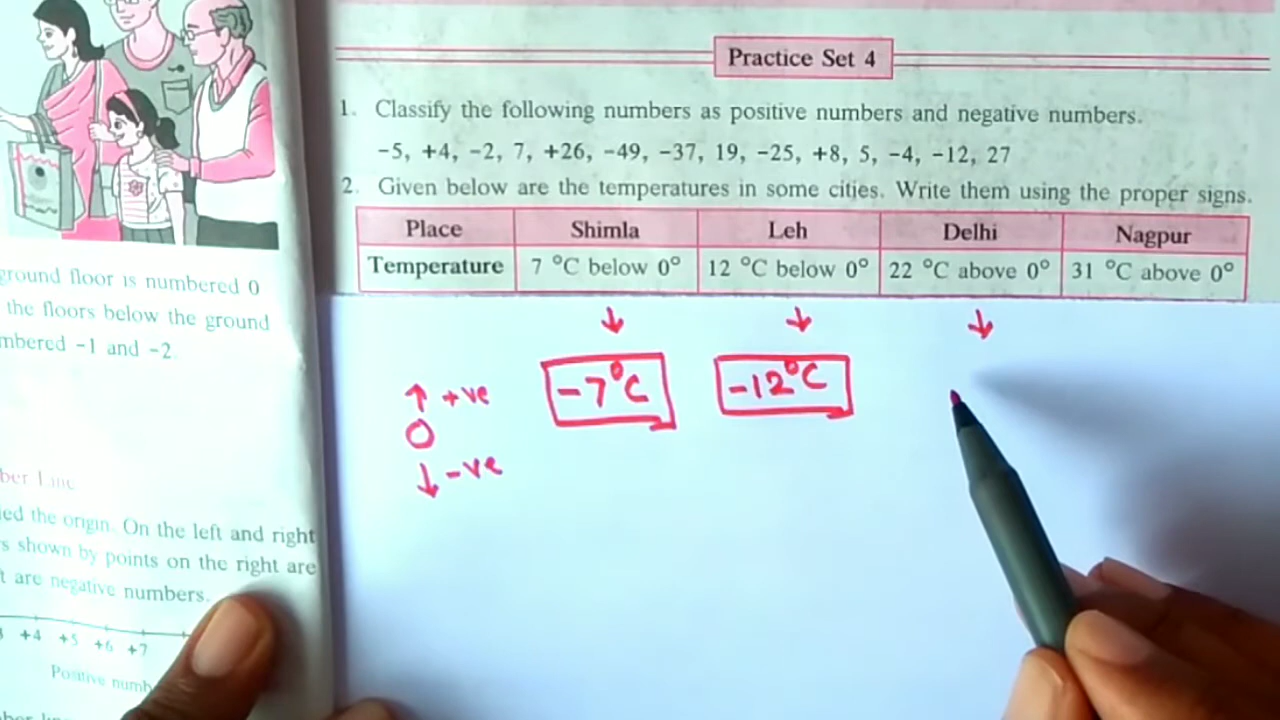 Practice Set 4
1. Classify the following numbers as positive numbers and negative numbers.
-5, +4, -2, 7, +26, -49, -37, 19, -25, +8, 5, -4, -12, 27
2. Given below are the temperatures in some cities. Write them using the proper signs.
Place Shimla Leh Delhi Nagpur
Temperature 7 °C below 0° 12 °C below 0° 22 °C above 0° 31 °C above 0°
↓ ↓ ↓
-7°C -12°C
↑ +ve
0
↓ -ve
ground floor is numbered 0
the floors below the ground
-1 and -2
Line
the origin. On the left and right
shown by points on the right are
are negative numbers.
+4 +5 +6 +7
Positive